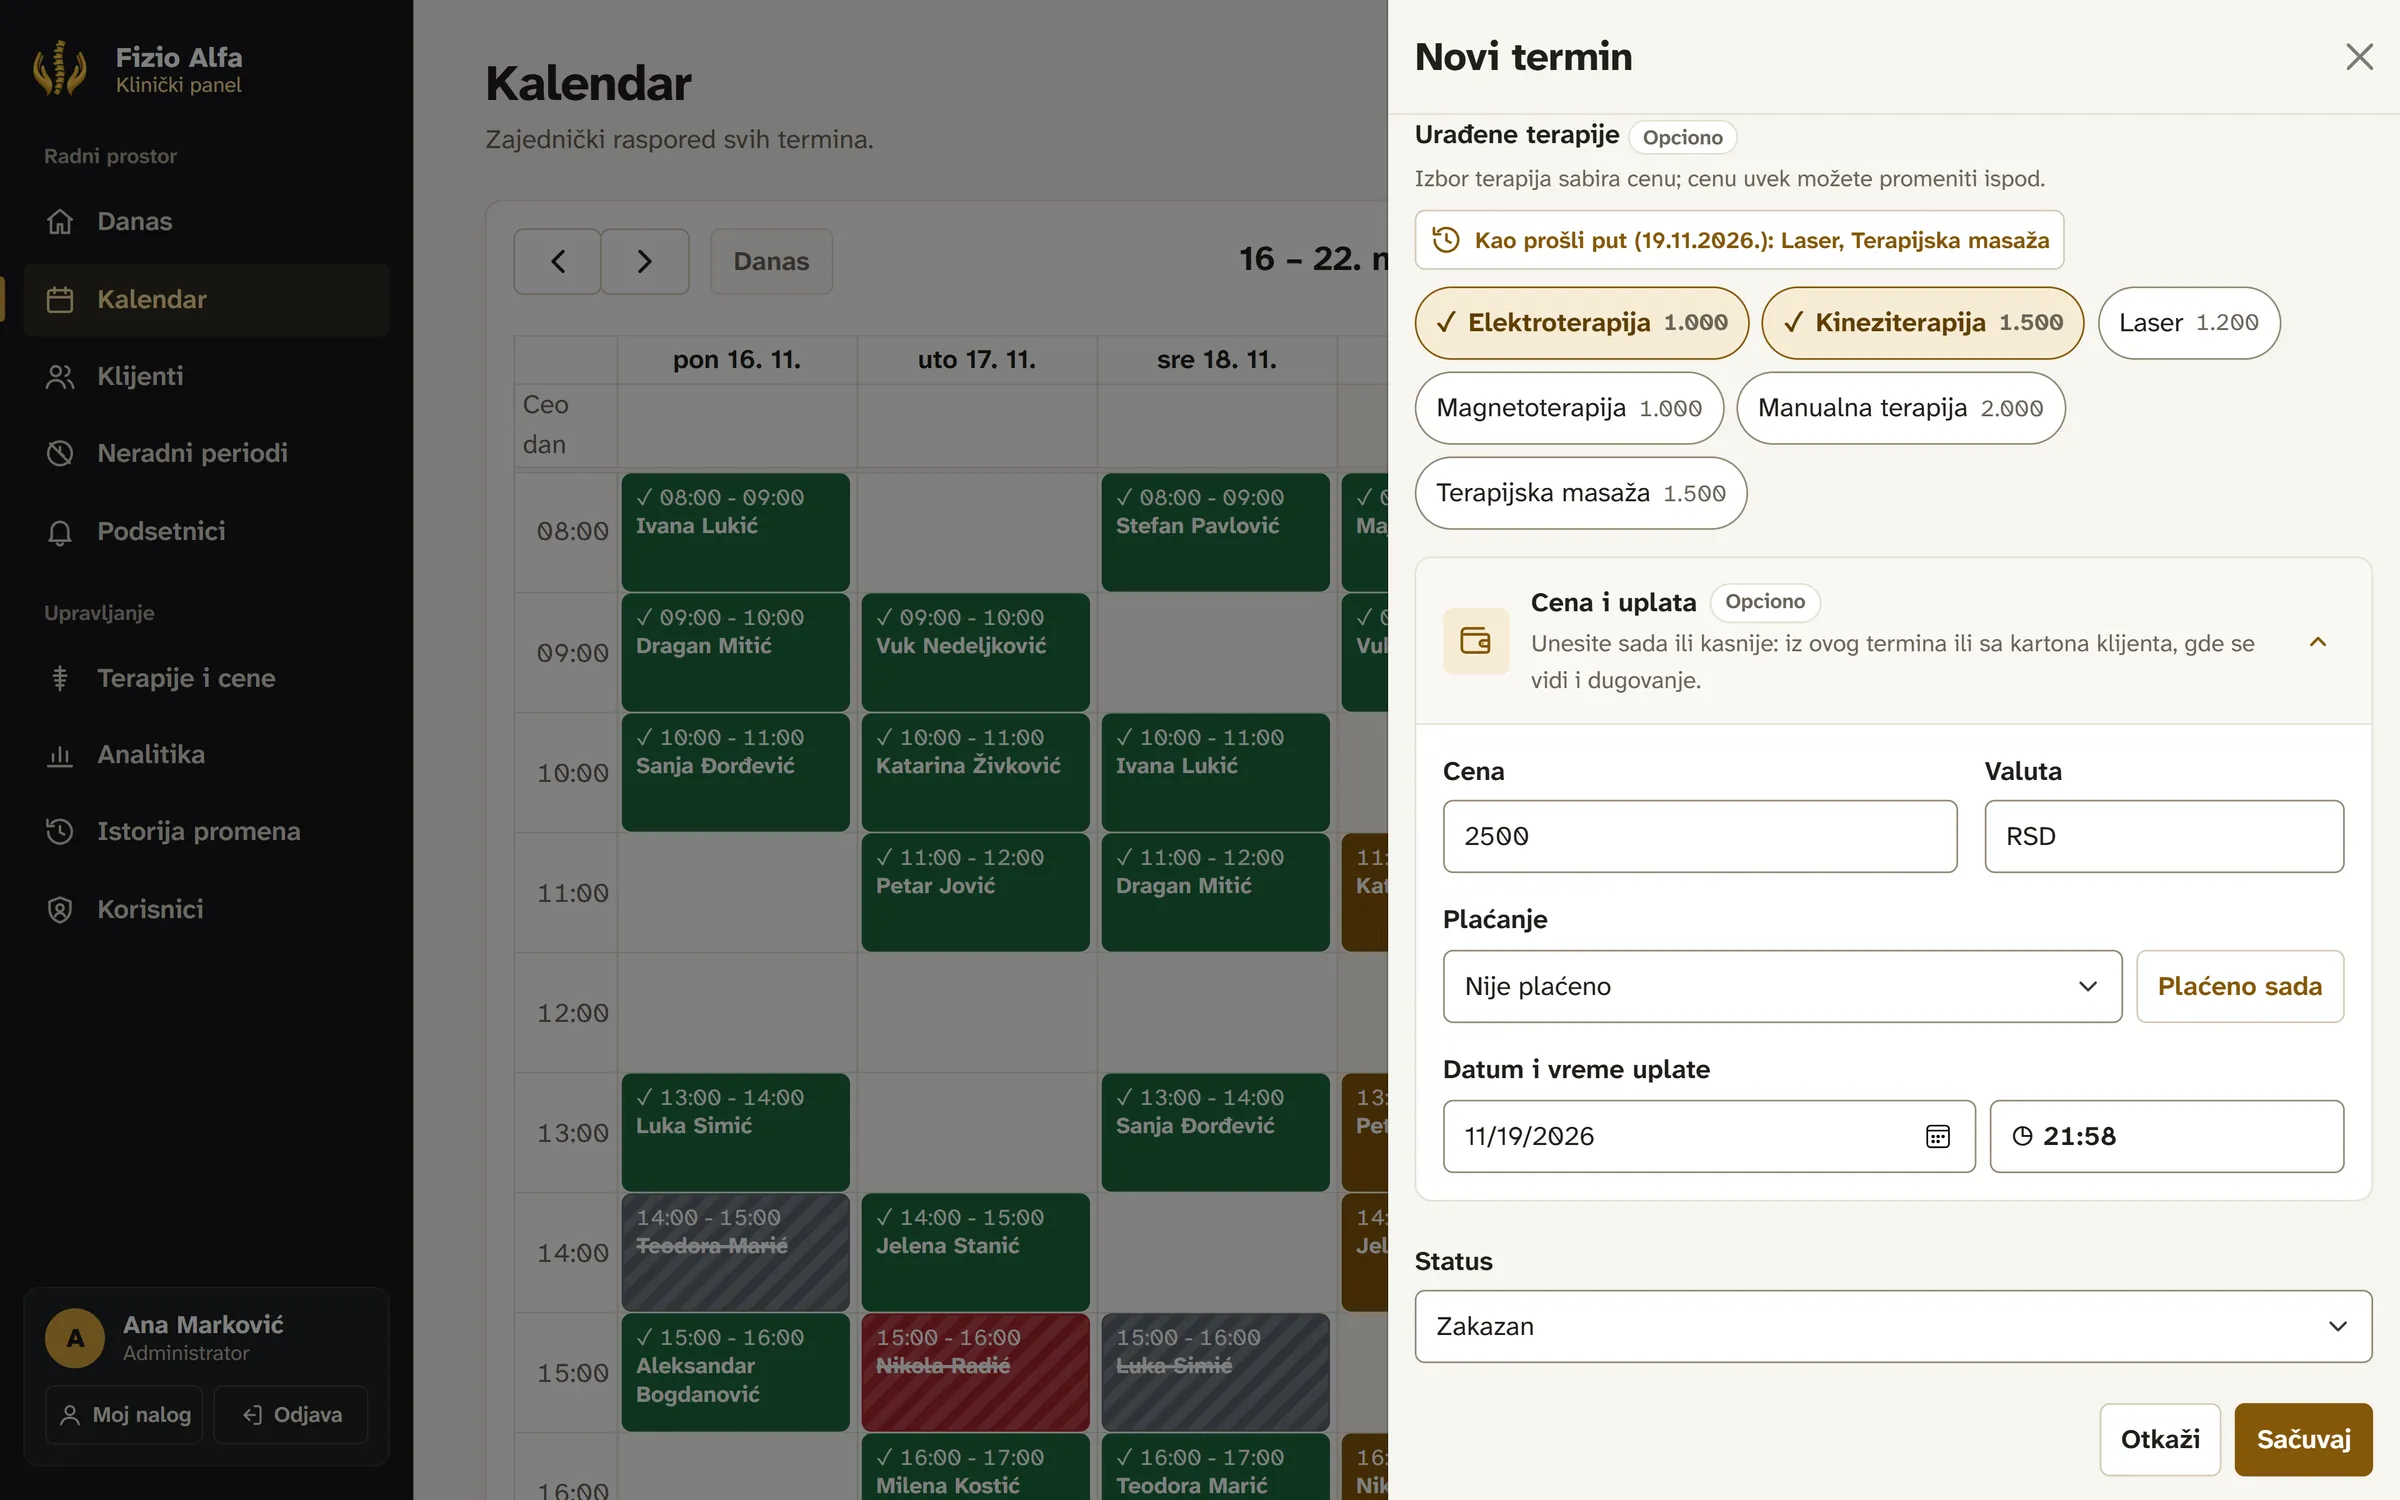 Fizio Alfa
Klinički panel
Radni prostor
Danas
Kalendar
Klijenti
Neradni periodi
Podsetnici
Upravljanje
Terapije i cene
Analitika
Istorija promena
Korisnici
A
Ana Marković
Administrator
Moj nalog
Odjava
Kalendar
Zajednički raspored svih termina.
Danas
16 – 22.
pon 16. 11.
uto 17. 11.
sre 18. 11.
Ceo
dan
08:00
✓ 08:00 - 09:00
Ivana Lukić
✓ 08:00 - 09:00
Stefan Pavlović
09:00
✓ 09:00 - 10:00
Dragan Mitić
✓ 09:00 - 10:00
Vuk Nedeljković
10:00
✓ 10:00 - 11:00
Sanja Đorđević
✓ 10:00 - 11:00
Katarina Živković
✓ 10:00 - 11:00
Ivana Lukić
11:00
✓ 11:00 - 12:00
Petar Jović
✓ 11:00 - 12:00
Dragan Mitić
12:00
13:00
✓ 13:00 - 14:00
Luka Simić
✓ 13:00 - 14:00
Sanja Đorđević
14:00
14:00 - 15:00
Teodora Marić
✓ 14:00 - 15:00
Jelena Stanić
15:00
✓ 15:00 - 16:00
Aleksandar
Bogdanović
15:00 - 16:00
Nikola Radić
15:00 - 16:00
Luka Simić
16:00
✓ 16:00 - 17:00
Milena Kostić
✓ 16:00 - 17:00
Teodora Marić
Novi termin
Urađene terapije Opciono
Izbor terapija sabira cenu; cenu uvek možete promeniti ispod.
Kao prošli put (19.11.2026.): Laser, Terapijska masaža
✓ Elektroterapija 1.000
✓ Kineziterapija 1.500
Laser 1.200
Magnetoterapija 1.000
Manualna terapija 2.000
Terapijska masaža 1.500
Cena i uplata Opciono
Unesite sada ili kasnije: iz ovog termina ili sa kartona klijenta, gde se
vidi i dugovanje.
Cena
Valuta
2500
RSD
Plaćanje
Nije plaćeno
Plaćeno sada
Datum i vreme uplate
11/19/2026
21:58
Status
Zakazan
Otkaži
Sačuvaj